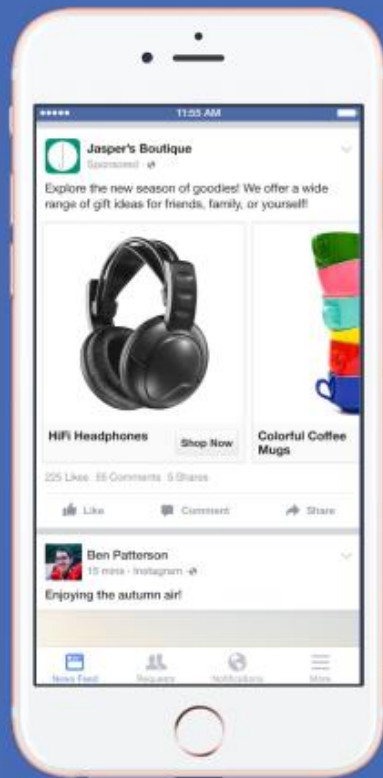 11:55 AM
Jasper's Boutique
Sponsored ·
Explore the new season of goodies! We offer a wide
range of gift ideas for friends, family, or yourself!
HiFi Headphones
Shop Now
Colorful Coffee
Mugs
225 Likes 55 Comments 5 Shares
Like
Comment
Share
Ben Patterson
15 mins · Instagram ·
Enjoying the autumn air!
News Feed
Requests
Notifications
More